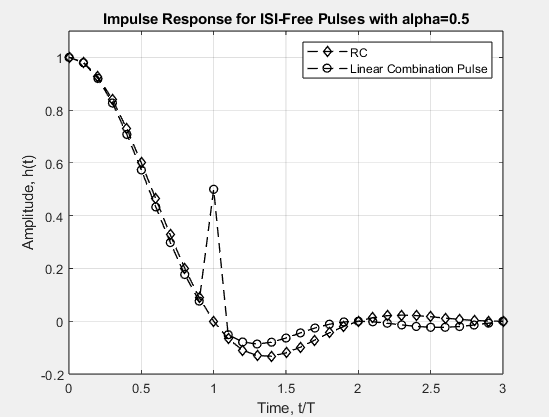 Impulse Response for ISI-Free Pulses with alpha=0.5
RC
Linear Combination Pulse
Amplitude, h(t)
1
0.8
0.6
0.4
0.2
0
-0.2
0 0.5 1 1.5 2 2.5 3
Time, t/T